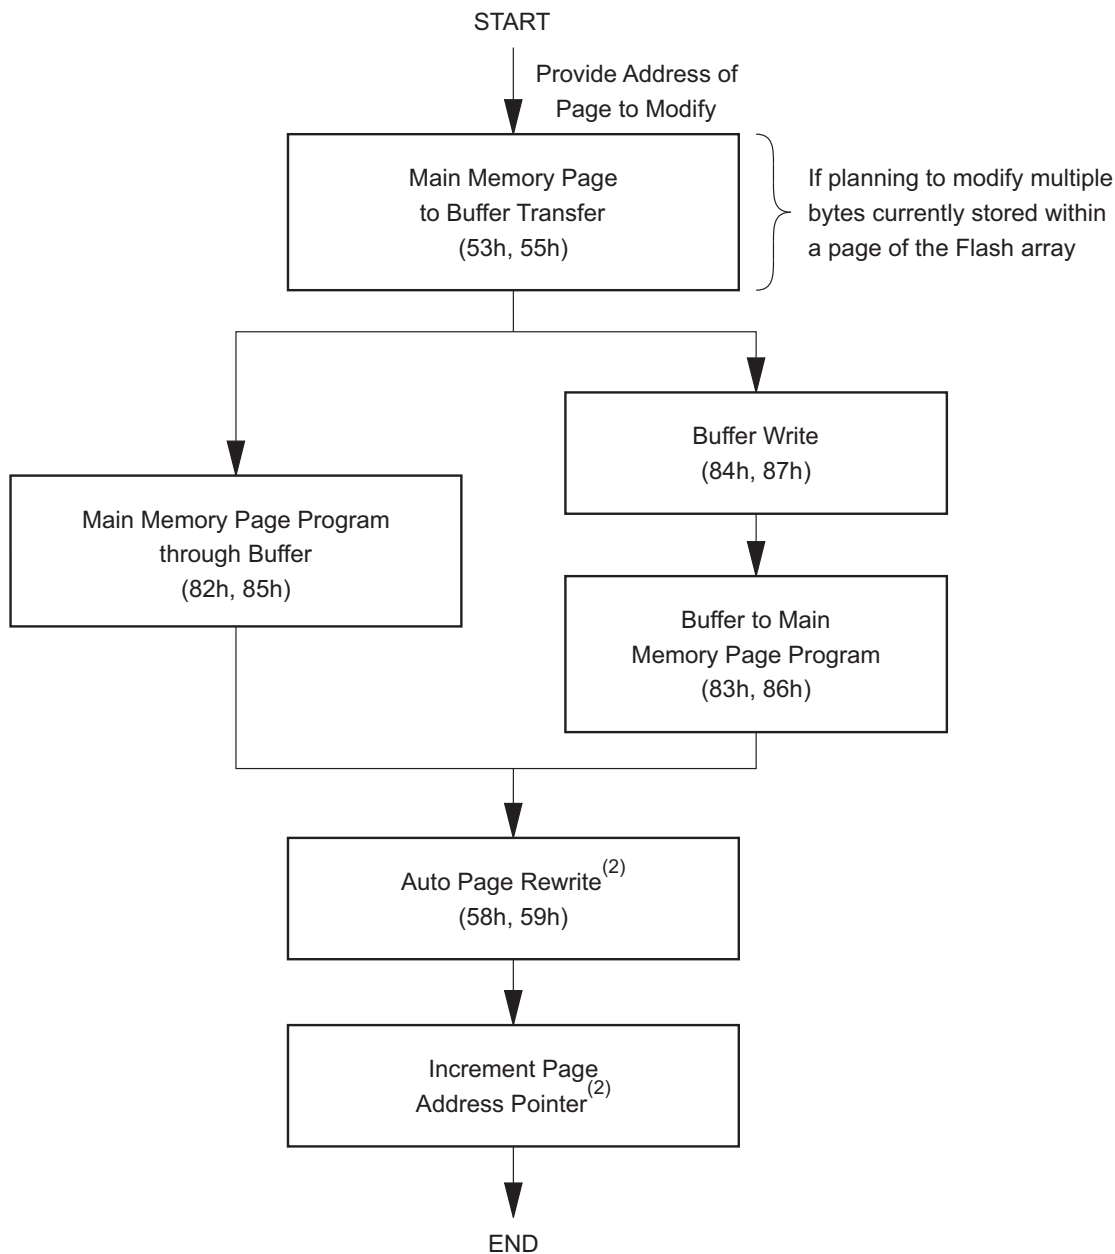 START
Provide Address of
Page to Modify
Main Memory Page
to Buffer Transfer
(53h, 55h)
If planning to modify multiple
bytes currently stored within
a page of the Flash array
Buffer Write
(84h, 87h)
Main Memory Page Program
through Buffer
(82h, 85h)
Buffer to Main
Memory Page Program
(83h, 86h)
Auto Page Rewrite(2)
(58h, 59h)
Increment Page
Address Pointer(2)
END